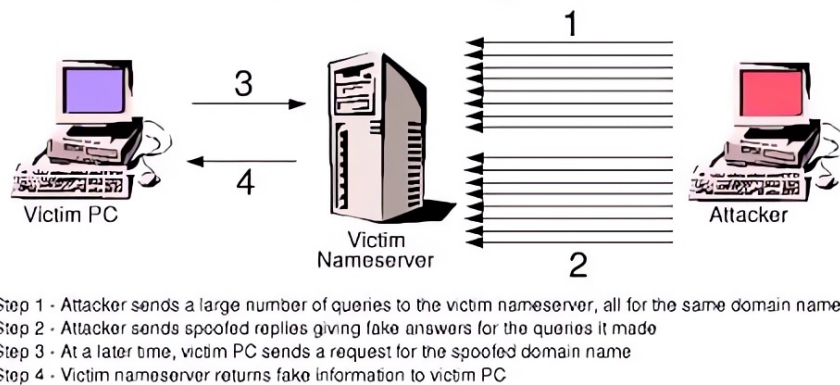 1
3
4
Victim PC
Victim
Nameserver
Attacker
2
Step 1 - Attacker sends a large number of queries to the victim nameserver, all for the same domain name
Step 2 - Attacker sends spoofed replies giving fake answers for the queries it made
Step 3 - At a later time, victim PC sends a request for the spoofed domain name
Step 4 - Victim nameserver returns fake information to victim PC